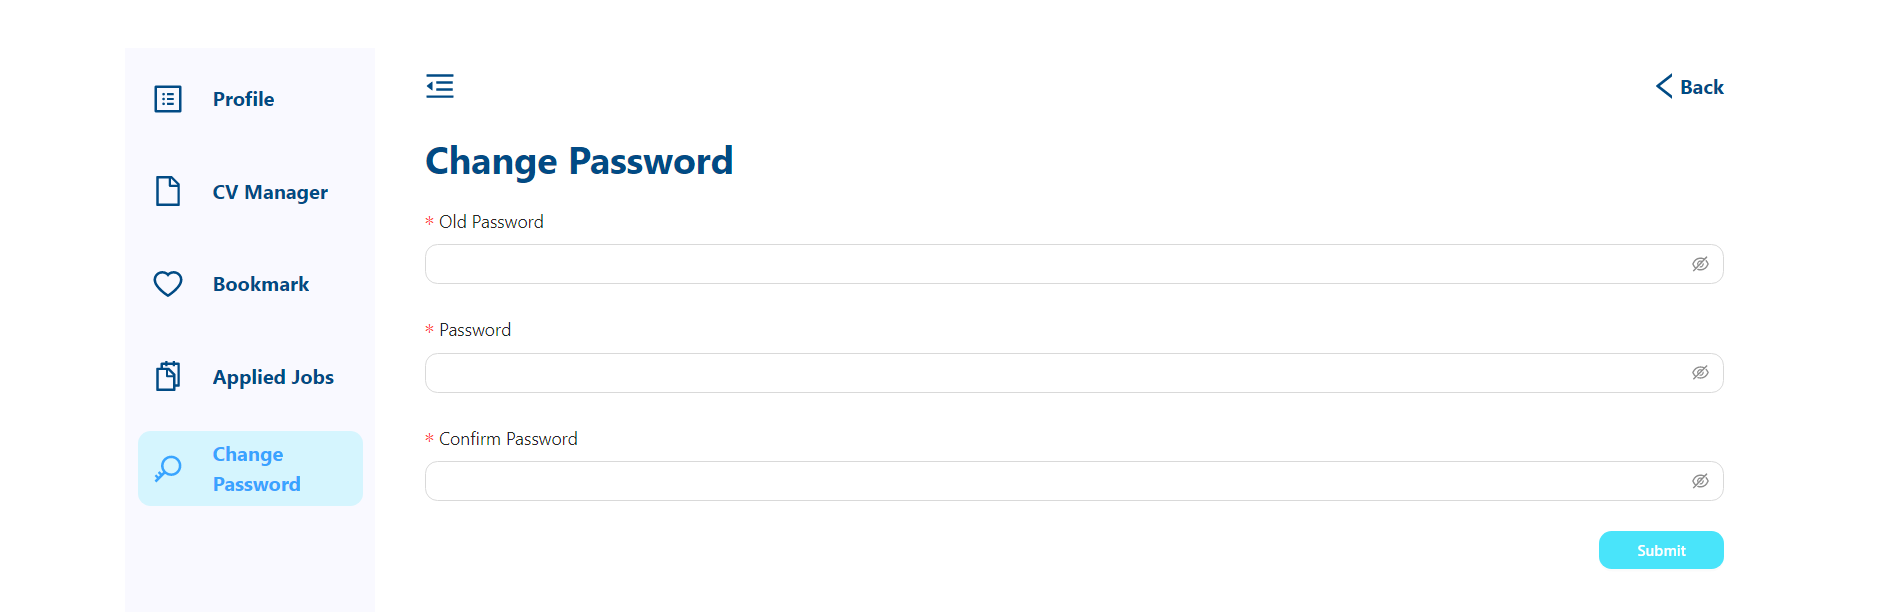 Profile
CV Manager
Bookmark
Applied Jobs
Change
Password
Back
Change Password
* Old Password
* Password
* Confirm Password
Submit